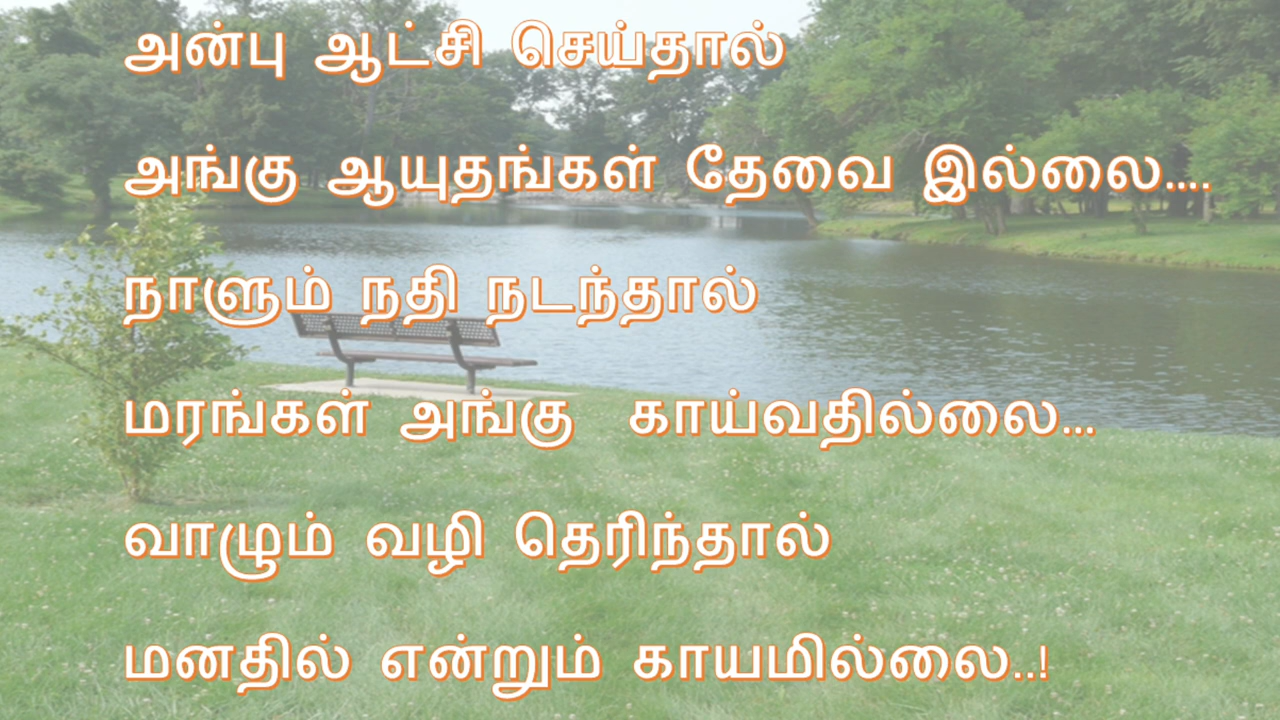 அன்பு ஆட்சி செய்தால்
அங்கு ஆயுதங்கள் தேவை இல்லை....
நாளும் நதி நடந்தால்
மரங்கள் அங்கு காய்வதில்லை...
வாழும் வழி தெரிந்தால்
மனதில் என்றும் காயமில்லை..!